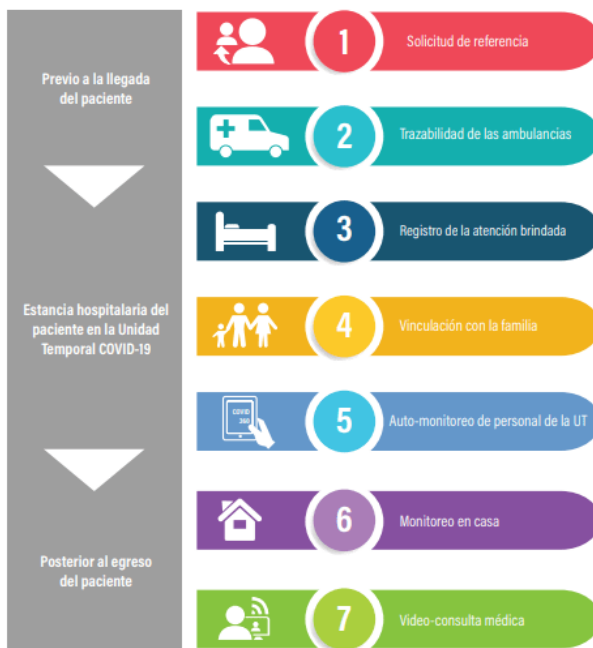 Previo a la llegada
del paciente
Estancia hospitalaria del
paciente en la Unidad
Temporal COVID-19
Posterior al egreso
del paciente
1
Solicitud de referencia
2
Trazabilidad de las ambulancias
3
Registro de la atención brindada
4
Vinculación con la familia
COVID
360
5
Auto-monitoreo de personal de la UT
6
Monitoreo en casa
7
Video-consulta médica